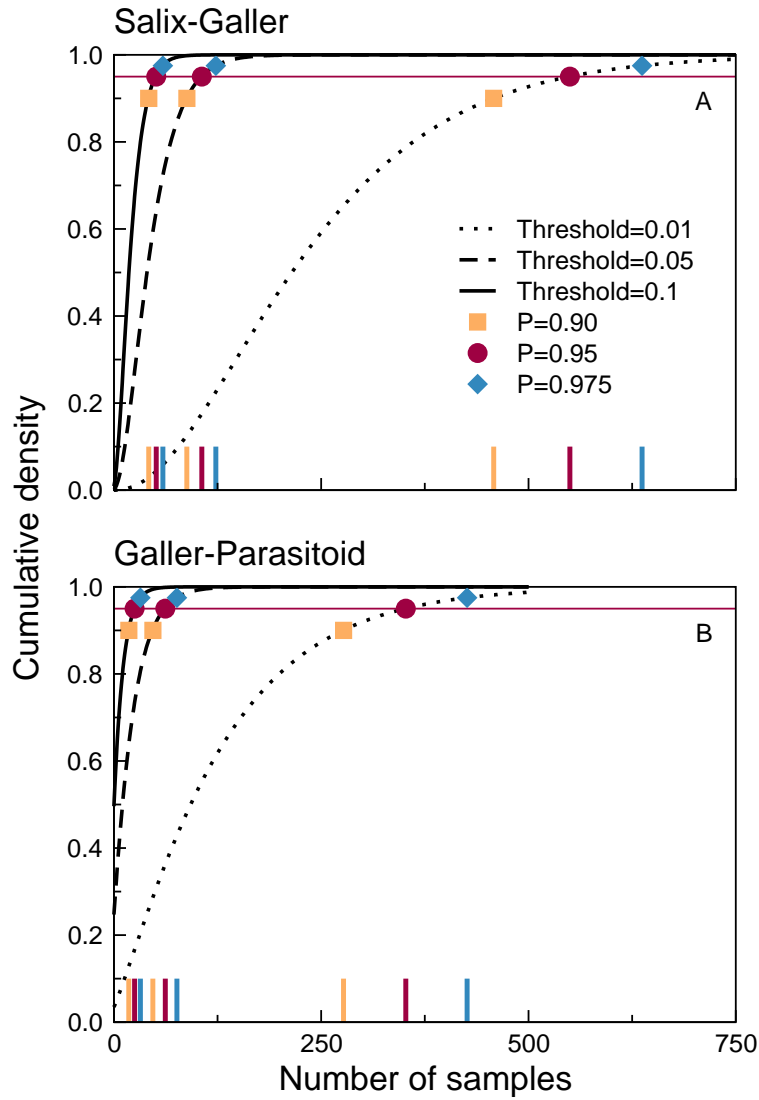 Salix-Galler
1.0
0.8
0.6
0.4
0.2
0.0
A
Threshold=0.01
Threshold=0.05
Threshold=0.1
P=0.90
P=0.95
P=0.975
Cumulative density
Galler-Parasitoid
1.0
0.8
0.6
0.4
0.2
0.0
B
0 250 500 750
Number of samples